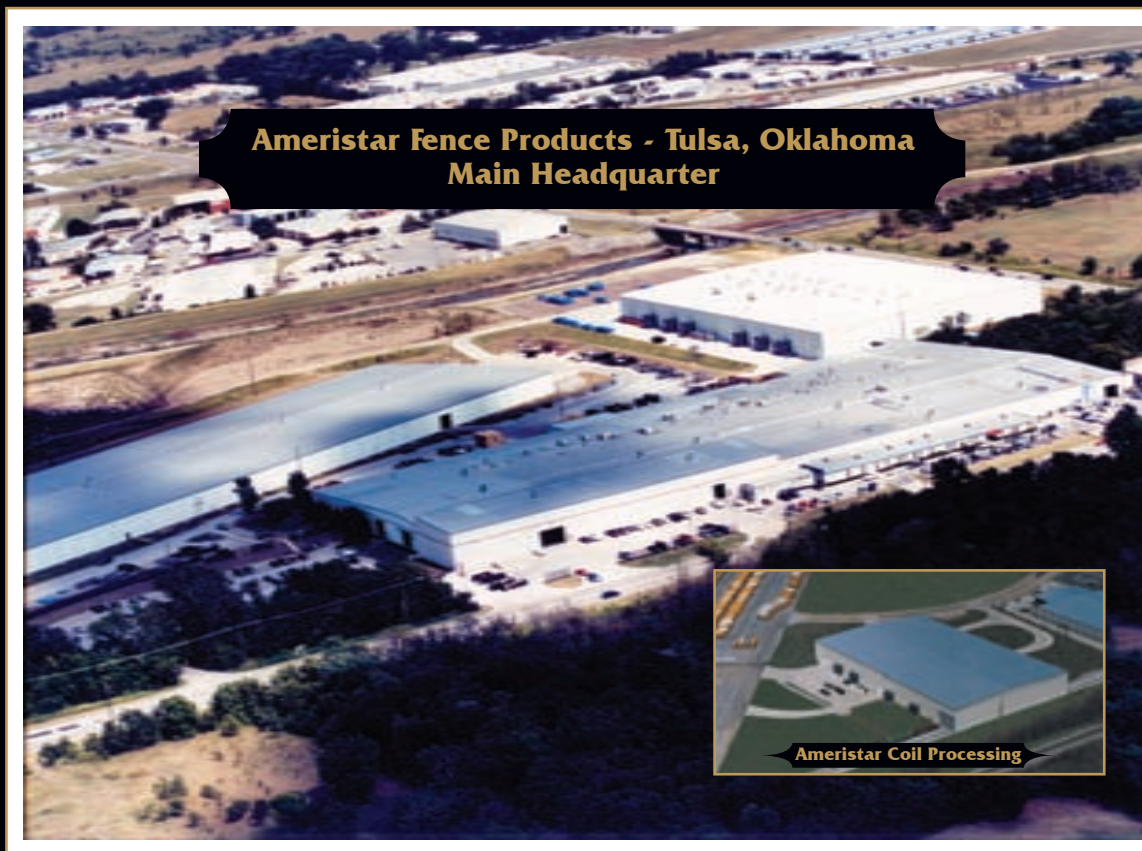 Ameristar Fence Products - Tulsa, Oklahoma
Main Headquarter
Ameristar Coil Processing